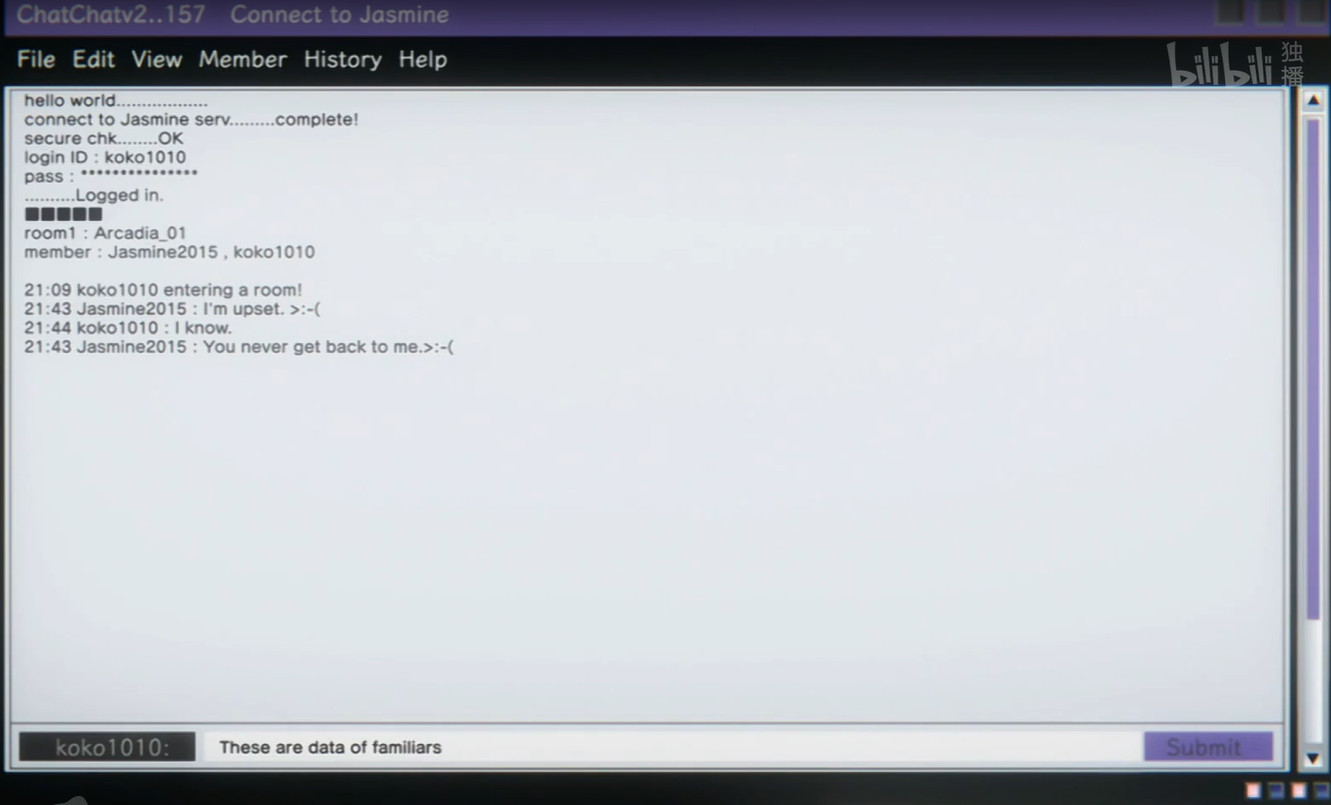 ChatChatv2..157 Connect to Jasmine
File Edit View Member History Help
bilibili 独播
hello world..................
connect to Jasmine serv.........complete!
secure chk........OK
login ID : koko1010
pass : ***************
..........Logged in.
■■■■■
room1 : Arcadia_01
member : Jasmine2015 , koko1010
21:09 koko1010 entering a room!
21:43 Jasmine2015 : I'm upset. >:-(
21:44 koko1010 : I know.
21:43 Jasmine2015 : You never get back to me.>:-(
koko1010: These are data of familiars Submit